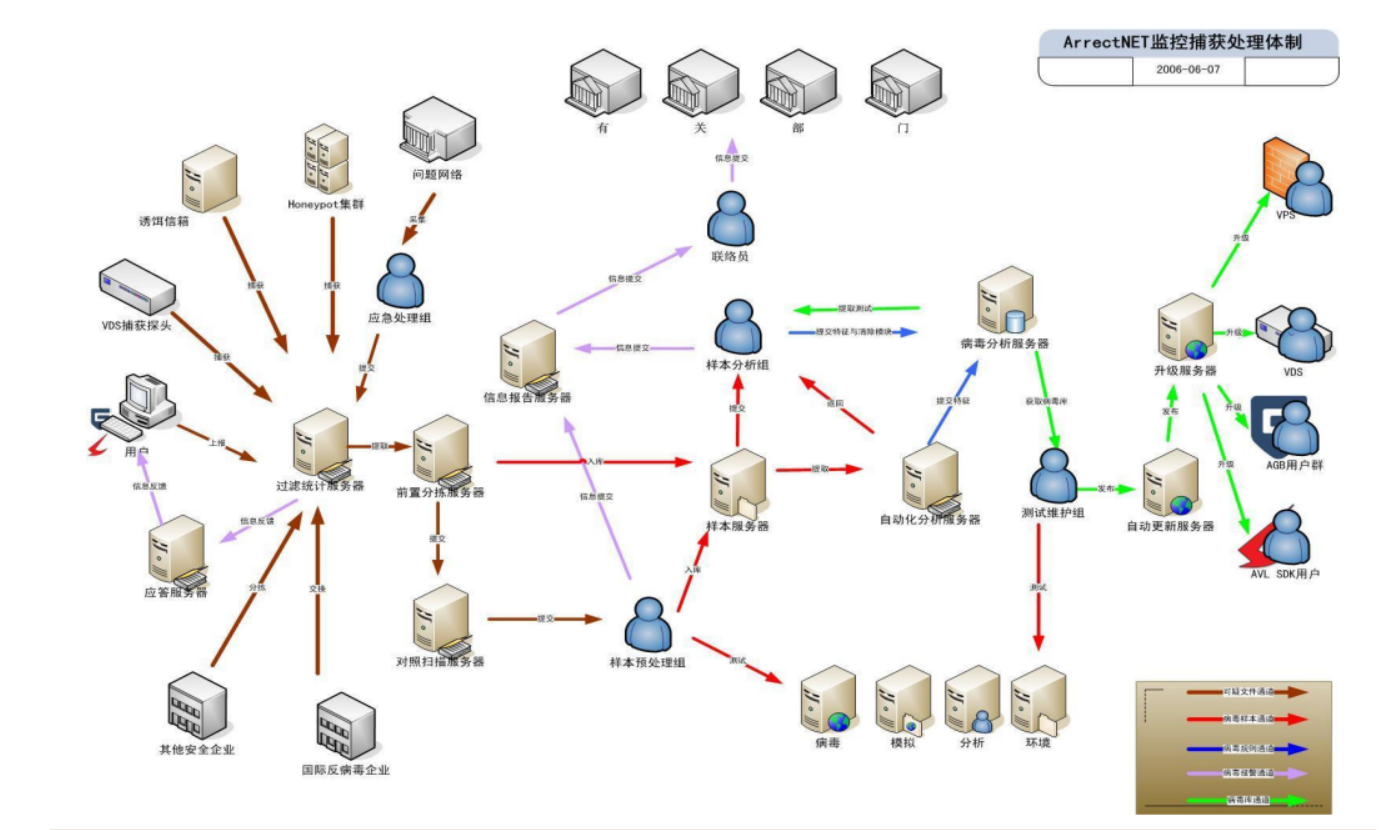 ArrectNET监控捕获处理体制
2006-06-07
有 关 部 门
信息提交
联络员
问题网络
Honeypot集群
诱饵信箱
采集
应急处理组
捕获
捕获
VDS捕获探头
捕获
提交
用户
上报
信息反馈
过滤统计服务器
提取
前置分拣服务器
信息反馈
应答服务器
分拣
交换
提交
对照扫描服务器
提交
其他安全企业
国际反病毒企业
信息提交
信息报告服务器
信息提交
样本分析组
提取测试
提交特征与清除模块
病毒分析服务器
提交
返回
提交特征
获取病毒库
入库
信息提交
样本服务器
提取
自动化分析服务器
测试维护组
发布
自动更新服务器
发布
升级服务器
升级
VPS
升级
VDS
升级
AGB用户群
升级
AVL SDK用户
入库
样本预处理组
测试
测试
病毒
模拟
分析
环境
可疑文件通道
病毒样本通道
病毒规则通道
病毒报警通道
病毒库通道